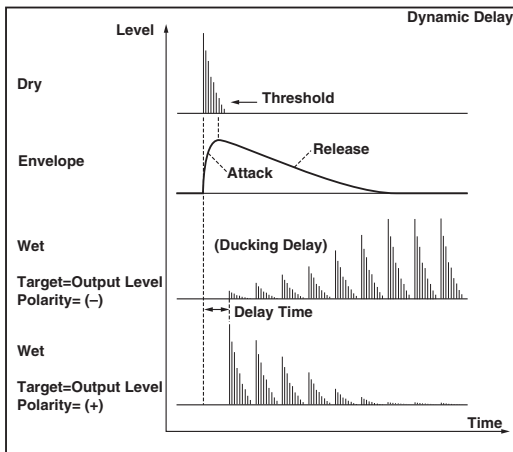 Dynamic Delay
Level
Dry
Threshold
Envelope
Release
Attack
Wet
(Ducking Delay)
Target=Output Level
Polarity= (–)
Delay Time
Wet
Target=Output Level
Polarity= (+)
Time